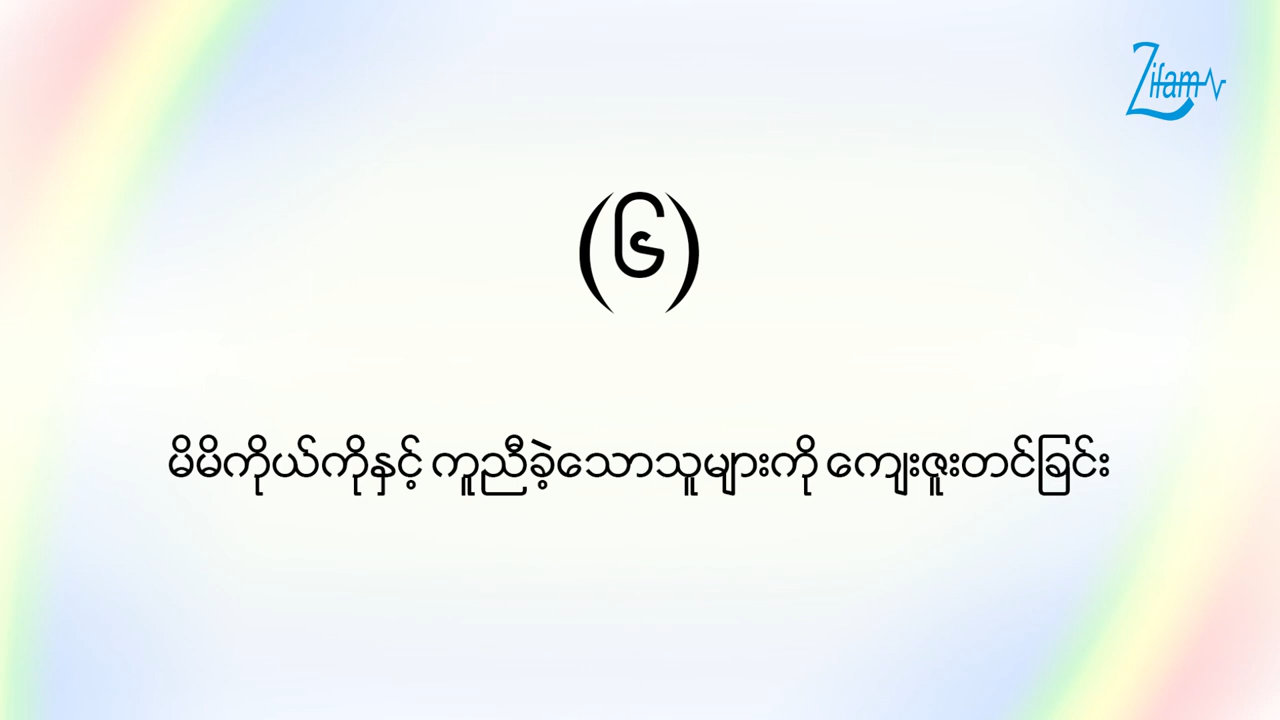 Zifam
(၆)
မိမိကိုယ်ကိုနှင့် ကူညီခဲ့သောသူများကို ကျေးဇူးတင်ခြင်း